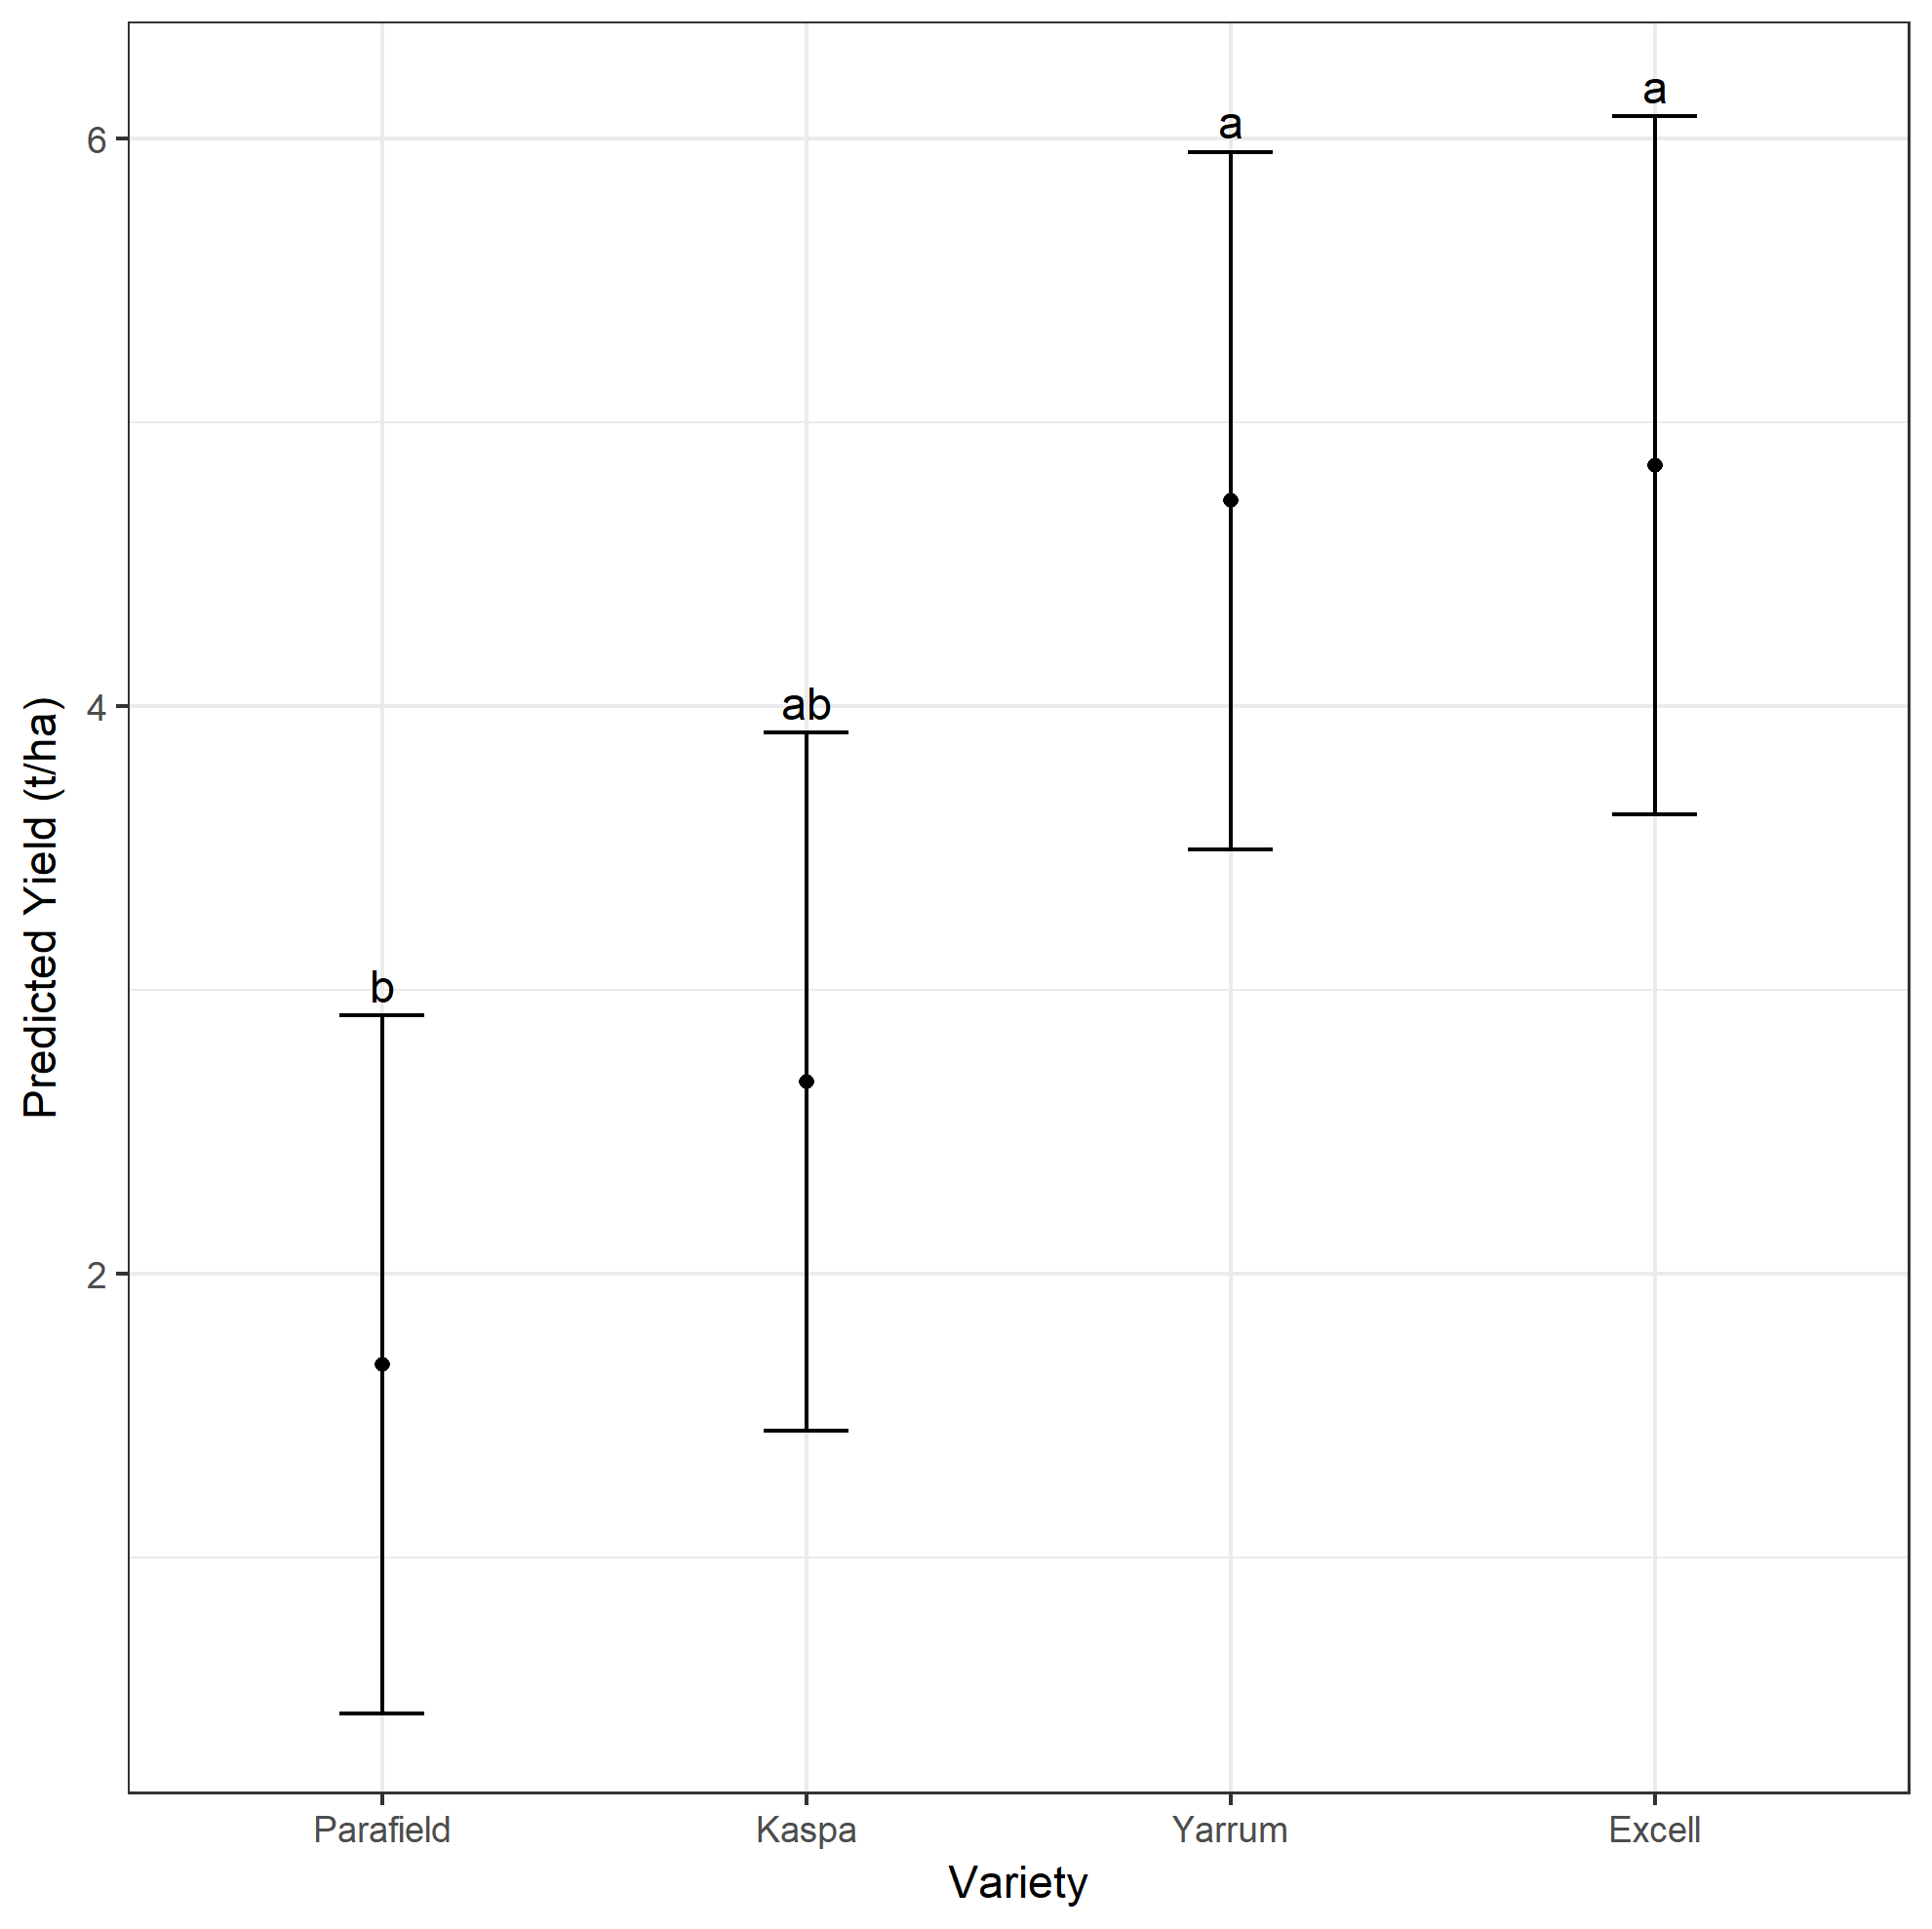 a
a
6
ab
4
b
2
Predicted Yield (t/ha)
Parafield Kaspa Yarrum Excell
Variety